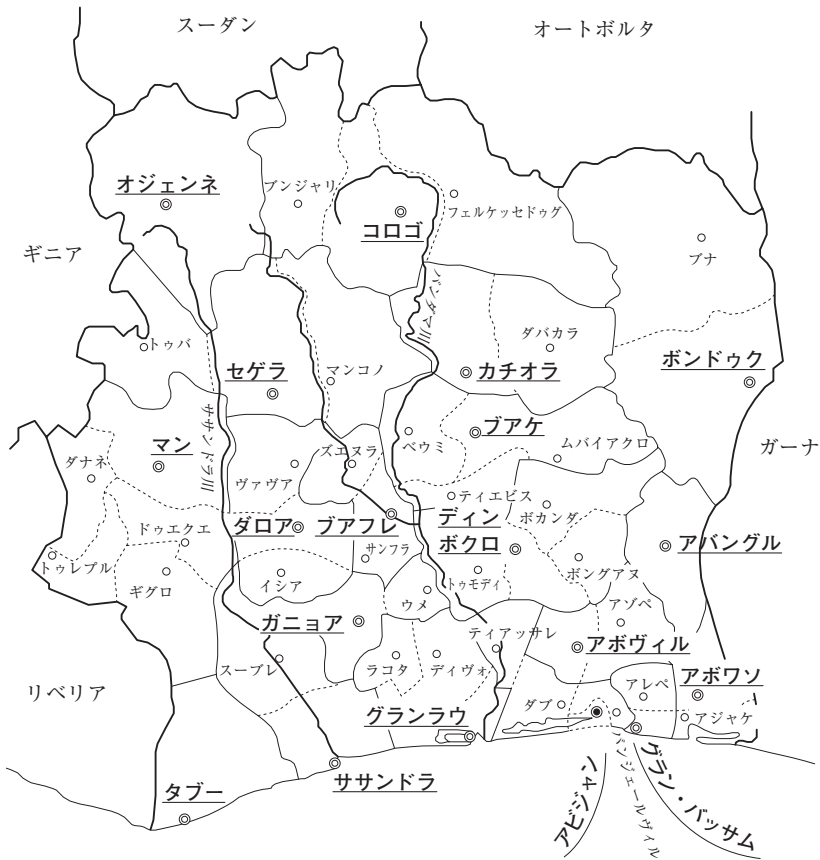 スーダン
オートボルタ
オジェンネ
ブンジャリ
フェルケッセドゥグ
コロゴ
ギニア
ブナ
バンダマ川
トゥバ
ダバカラ
セゲラ
マンコノ
カチオラ
ボンドゥク
ササンドラ川
ブアケ
ベウミ
ムバイアクロ
ガーナ
マン
ズエヌラ
ダナネ
ヴァヴア
ティエビス
ボカンダ
ダロア
ブアフレ
ディン
ボクロ
アバングル
ドゥエクエ
サンフラ
トゥレプル
ギグロ
イシア
トゥモディ
ボングアヌ
ウメ
アゾペ
ガニョア
ティアッサレ
アボヴィル
スーブレ
ラコタ
ディヴォ
リベリア
アレペ
アボワソ
ダブ
アジャケ
グランラウ
タブー
ササンドラ
アビジャン
バンジェールヴィル
グラン・バッサム